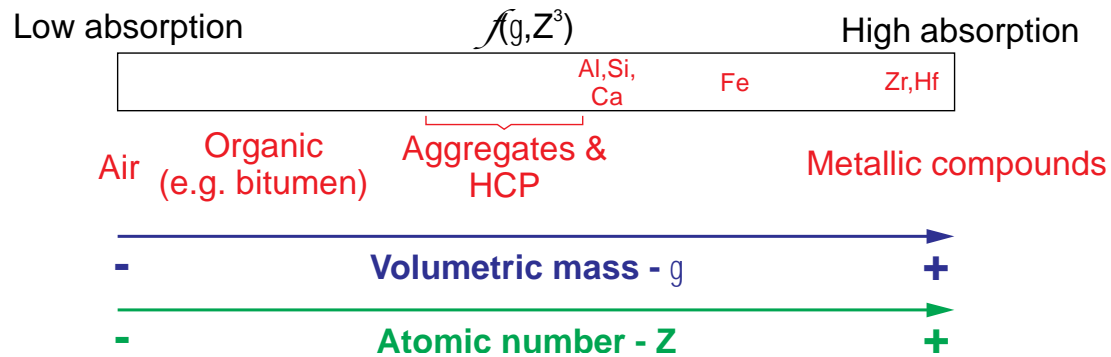 Low absorption
f(g,Z³)
High absorption
Al,Si,
Ca
Fe
Zr,Hf
Air
Organic
(e.g. bitumen)
Aggregates &
HCP
Metallic compounds
-
Volumetric mass - g
+
-
Atomic number - Z
+